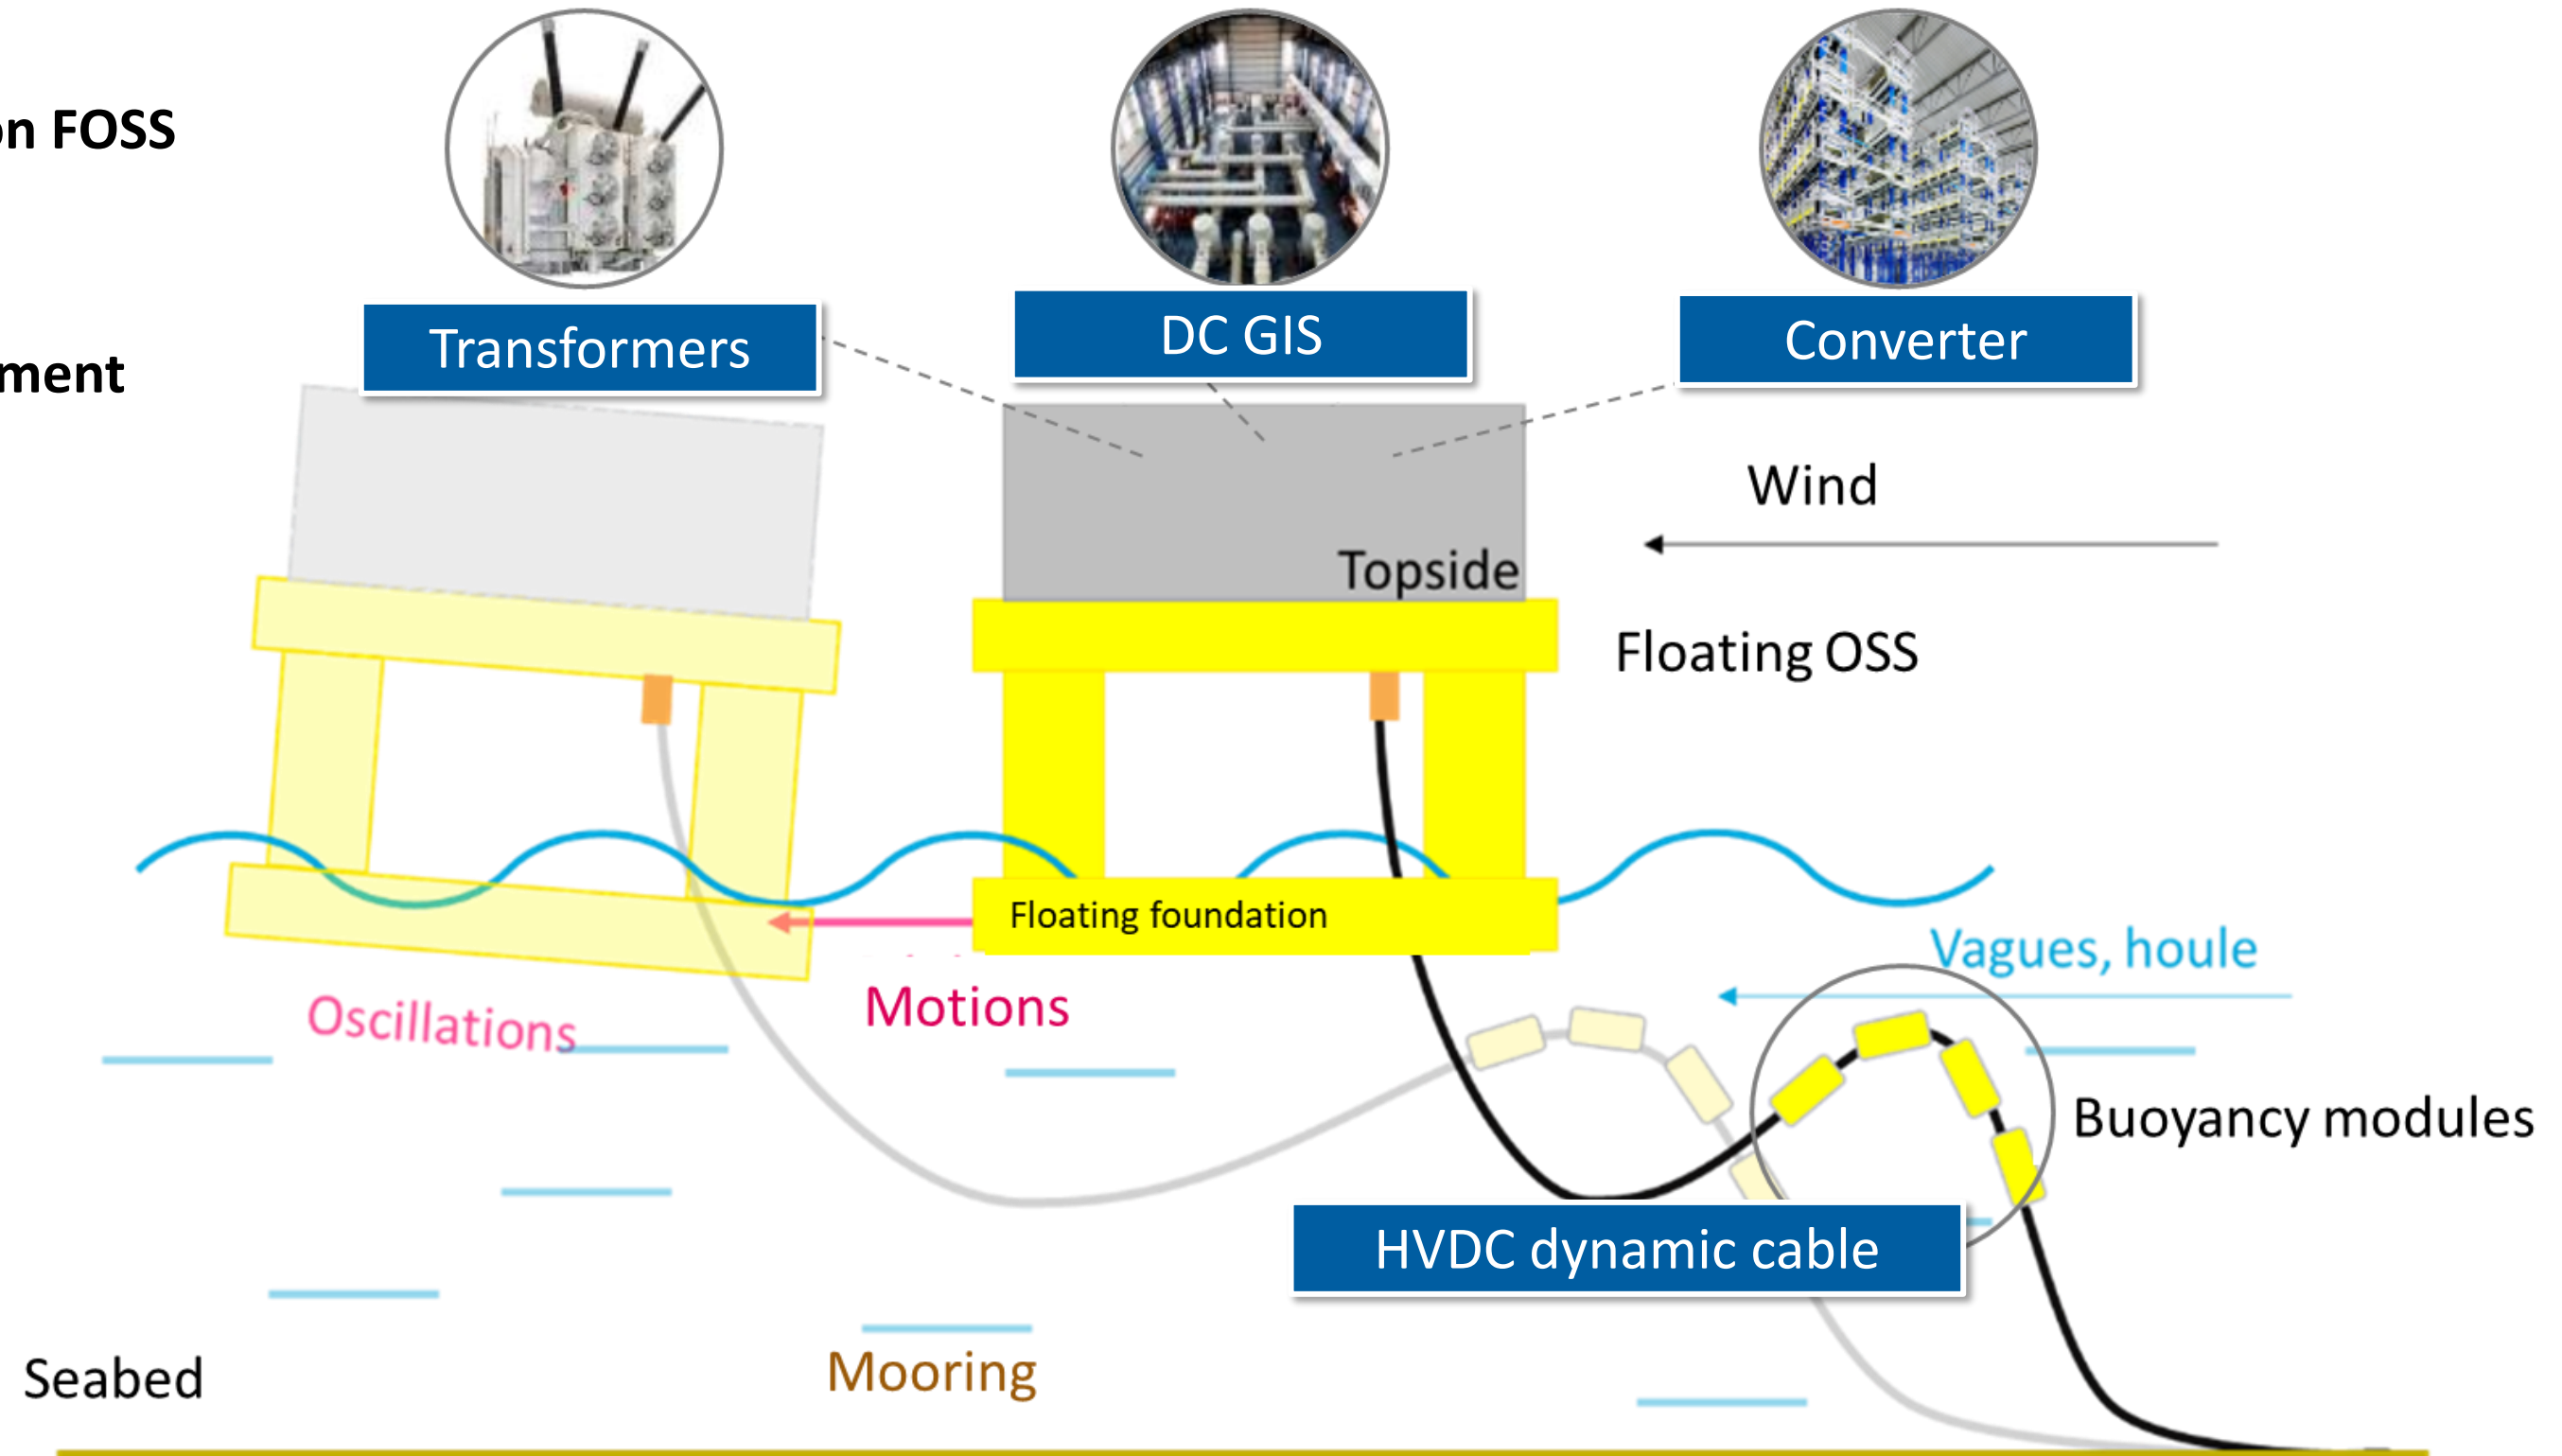 on FOSS
ment
Transformers
DC GIS
Converter
Wind
Topside
Floating OSS
Floating foundation
Vagues, houle
Oscillations
Motions
Buoyancy modules
HVDC dynamic cable
Mooring
Seabed